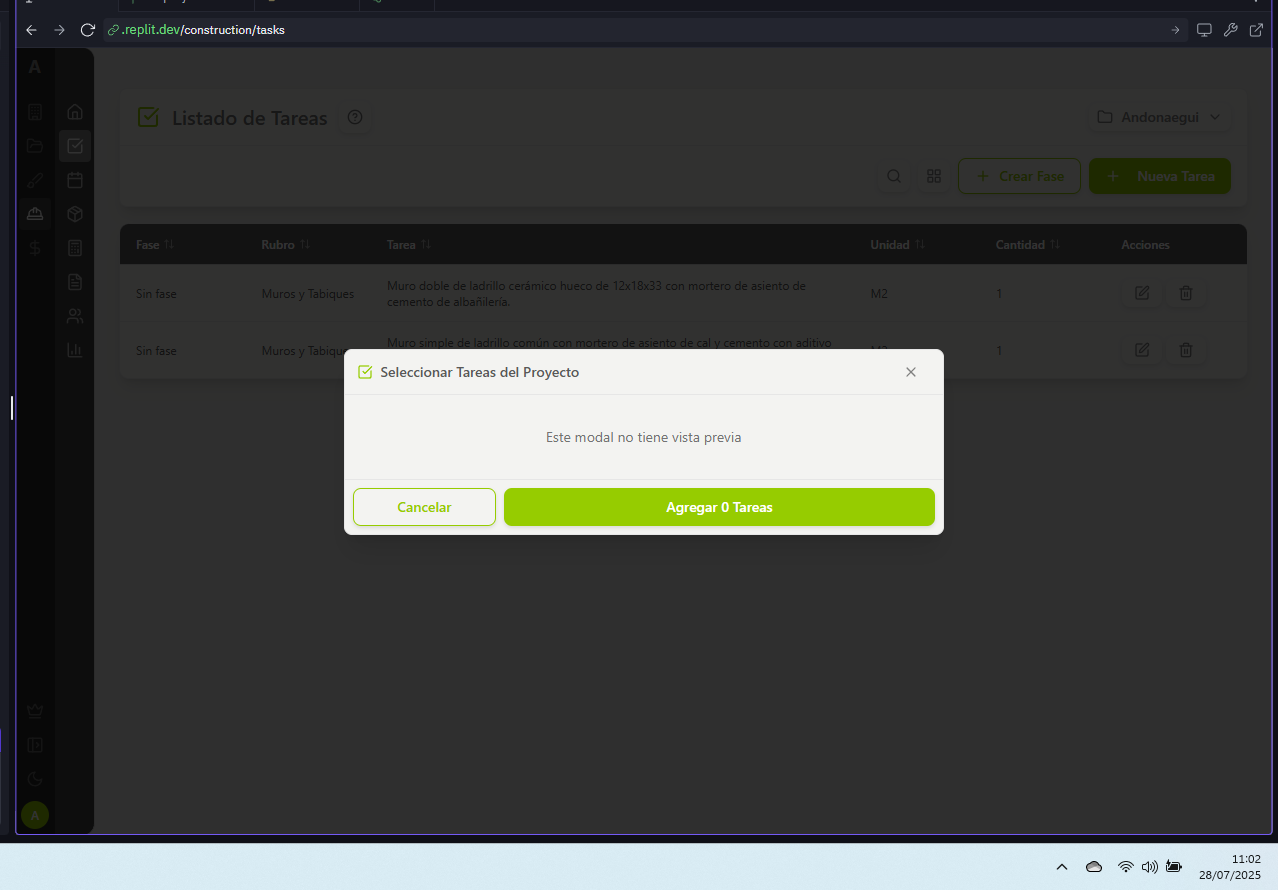 .replit.dev/construction/tasks
A
Listado de Tareas
Andonaegui
Crear Fase
Nueva Tarea
Fase Rubro Tarea Unidad Cantidad Acciones
Sin fase Muros y Tabiques Muro doble de ladrillo cerámico hueco de 12x18x33 con mortero de asiento de
cemento de albañilería. M2 1
Sin fase Muros y Tabique Muro simple de ladrillo común con mortero de asiento de cal y cemento con aditivo
1
Seleccionar Tareas del Proyecto
Este modal no tiene vista previa
Cancelar
Agregar 0 Tareas
A
11:02
28/07/2025